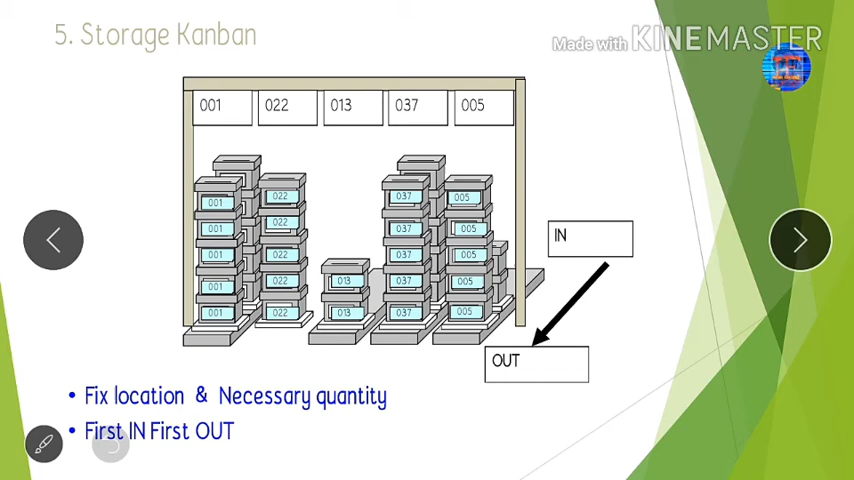 5. Storage Kanban
Made with KINEMASTER
001 022 013 037 005
001 022 037 005
001 022 037 005
001 022 037 005
001 022 013 037 005
001 022 013 037 005
IN
OUT
• Fix location & Necessary quantity
• First IN First OUT